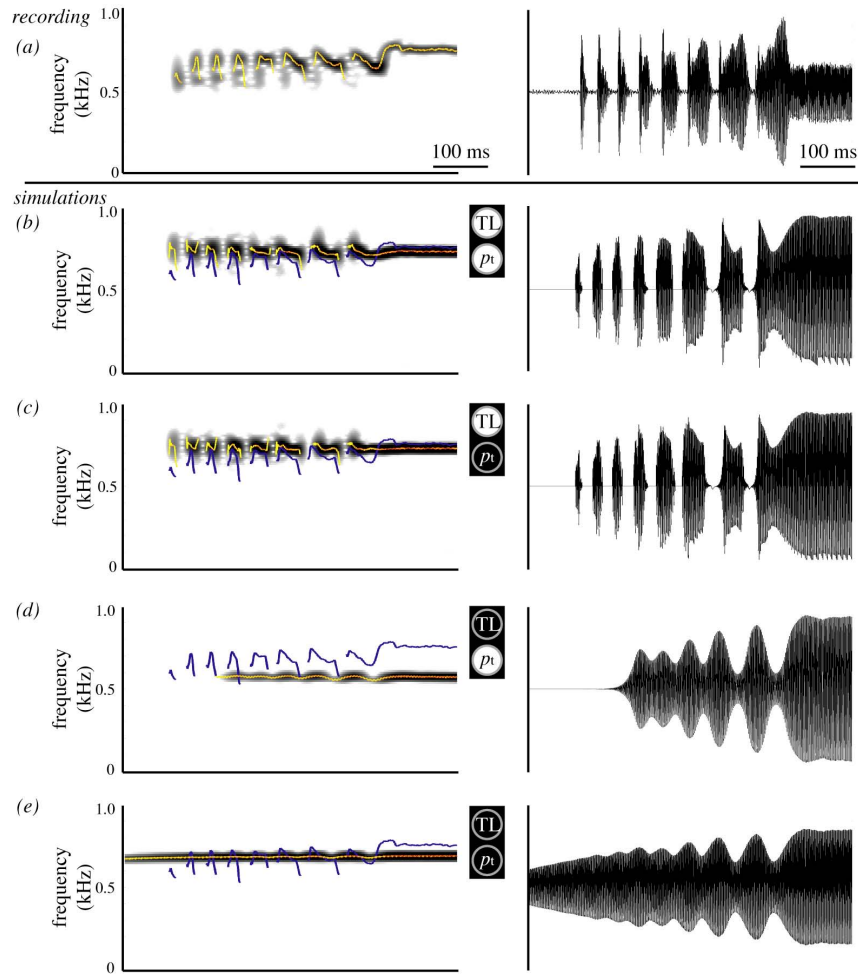 recording
(a)
1.0
0.5
0
frequency
(kHz)
100 ms
100 ms
simulations
(b)
1.0
0.5
0
frequency
(kHz)
TL
pt
(c)
1.0
0.5
0
frequency
(kHz)
TL
pt
(d)
1.0
0.5
0
frequency
(kHz)
TL
pt
(e)
1.0
0.5
0
frequency
(kHz)
TL
pt